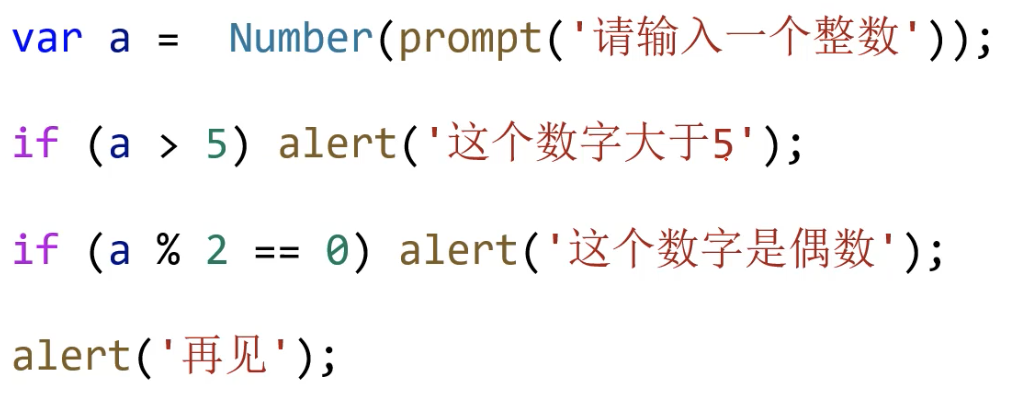 var a =  Number(prompt('请输入一个整数'));
if (a > 5) alert('这个数字大于5');
if (a % 2 == 0) alert('这个数字是偶数');
alert('再见');